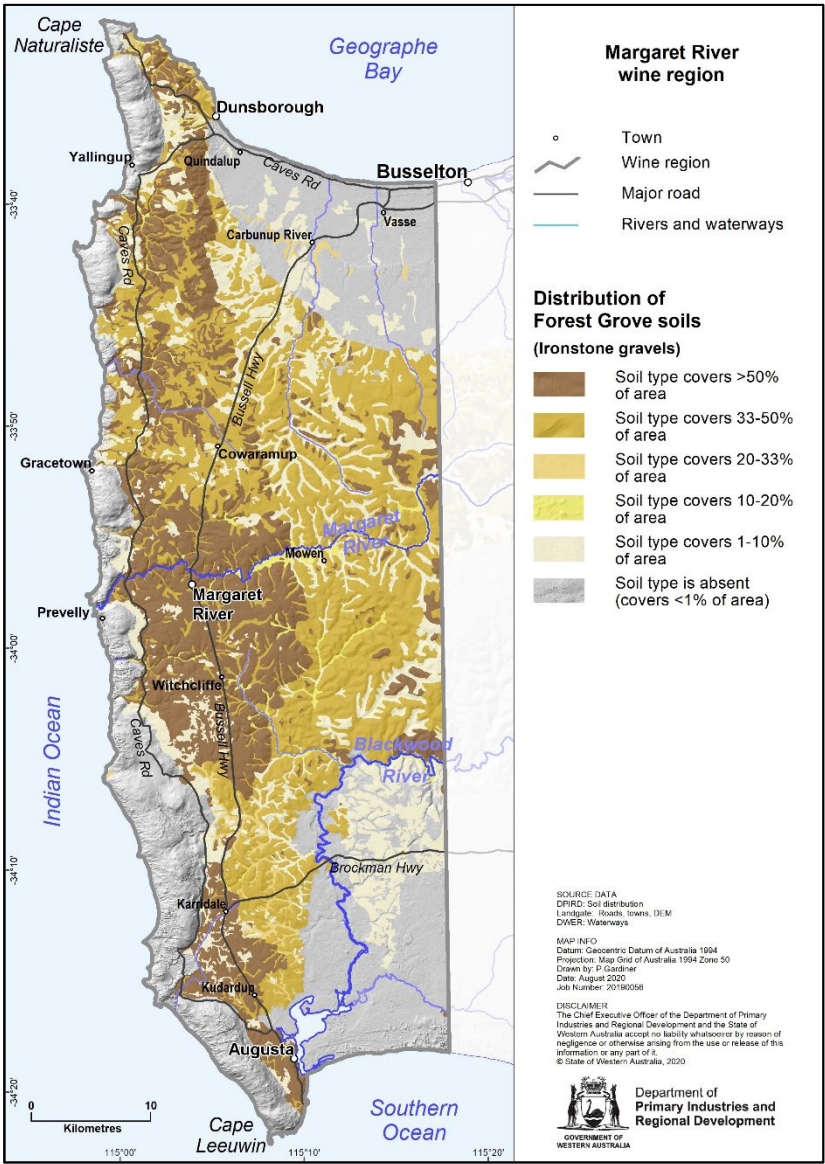 Cape
Naturaliste
Geographe
Bay
Dunsborough
Yallingup
Quindalup
Caves Rd
Busselton
Vasse
Carbunup River
Caves Rd
Bussell Hwy
Cowaramup
Gracetown
Margaret
River
Mowen
Margaret
River
Prevelly
Witchcliffe
Bussell Hwy
Caves Rd
Blackwood
River
Indian Ocean
Brockman Hwy
Karridale
Kudardup
Augusta
Cape
Leeuwin
Southern
Ocean
-33°40'
-33°50'
-34°00'
-34°10'
-34°20'
0 10
Kilometres
115°00'
115°10'
115°20'
Margaret River
wine region
Town
Wine region
Major road
Rivers and waterways
Distribution of
Forest Grove soils
(Ironstone gravels)
Soil type covers >50%
of area
Soil type covers 33-50%
of area
Soil type covers 20-33%
of area
Soil type covers 10-20%
of area
Soil type covers 1-10%
of area
Soil type is absent
(covers <1% of area)
SOURCE DATA
DPIRD: Soil distribution
Landgate: Roads, towns, DEM
DWER: Waterways
MAP INFO
Datum: Geocentric Datum of Australia 1994
Projection: Map Grid of Australia 1994 Zone 50
Drawn by: P.Gardiner
Date: August 2020
Job Number: 20190058
DISCLAIMER
The Chief Executive Officer of the Department of Primary
Industries and Regional Development and the State of
Western Australia accept no liability whatsoever by reason of
negligence or otherwise arising from the use or release of this
information or any part of it.
© State of Western Australia, 2020
GOVERNMENT OF
WESTERN AUSTRALIA
Department of
Primary Industries and
Regional Development